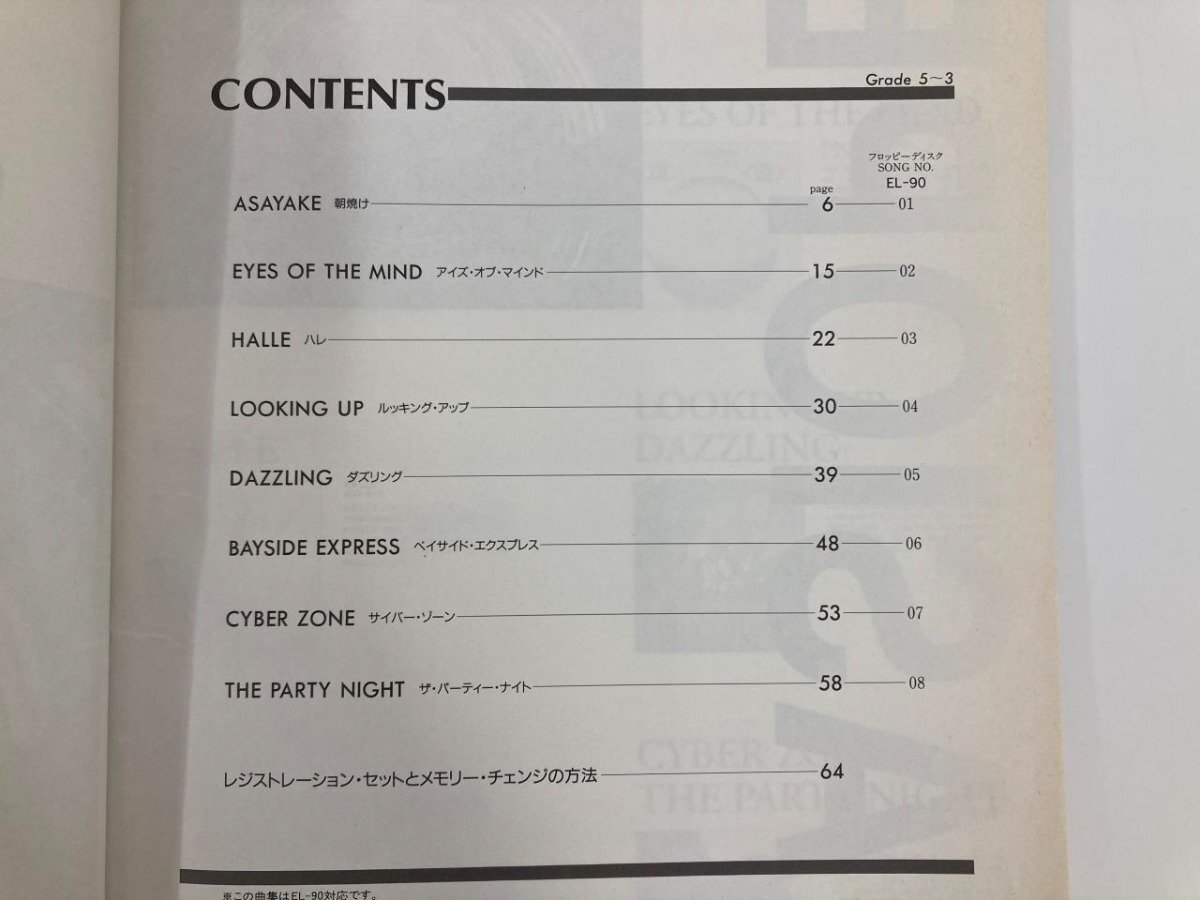 CONTENTS
Grade 5～3
フロッピーディスク
SONG NO.
EL-90
page
ASAYAKE 朝焼け 6 01
EYES OF THE MIND アイズ・オブ・マインド 15 02
HALLE ハレ 22 03
LOOKING UP ルッキング・アップ 30 04
DAZZLING ダズリング 39 05
BAYSIDE EXPRESS ベイサイド・エクスプレス 48 06
CYBER ZONE サイバー・ゾーン 53 07
THE PARTY NIGHT ザ・パーティー・ナイト 58 08
レジストレーション・セットとメモリー・チェンジの方法 64
※この曲集はEL-90対応です。